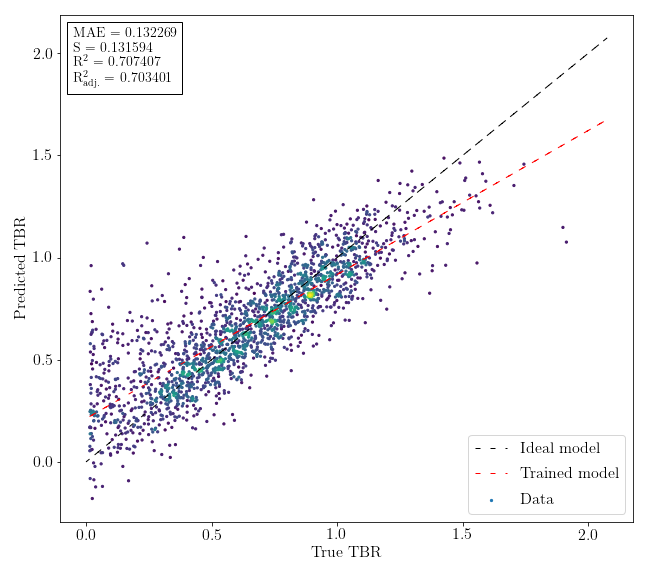 MAE = 0.132269
S = 0.131594
R² = 0.707407
R²adj. = 0.703401
2.0
1.5
1.0
0.5
0.0
Predicted TBR
Ideal model
Trained model
Data
0.0 0.5 1.0 1.5 2.0
True TBR